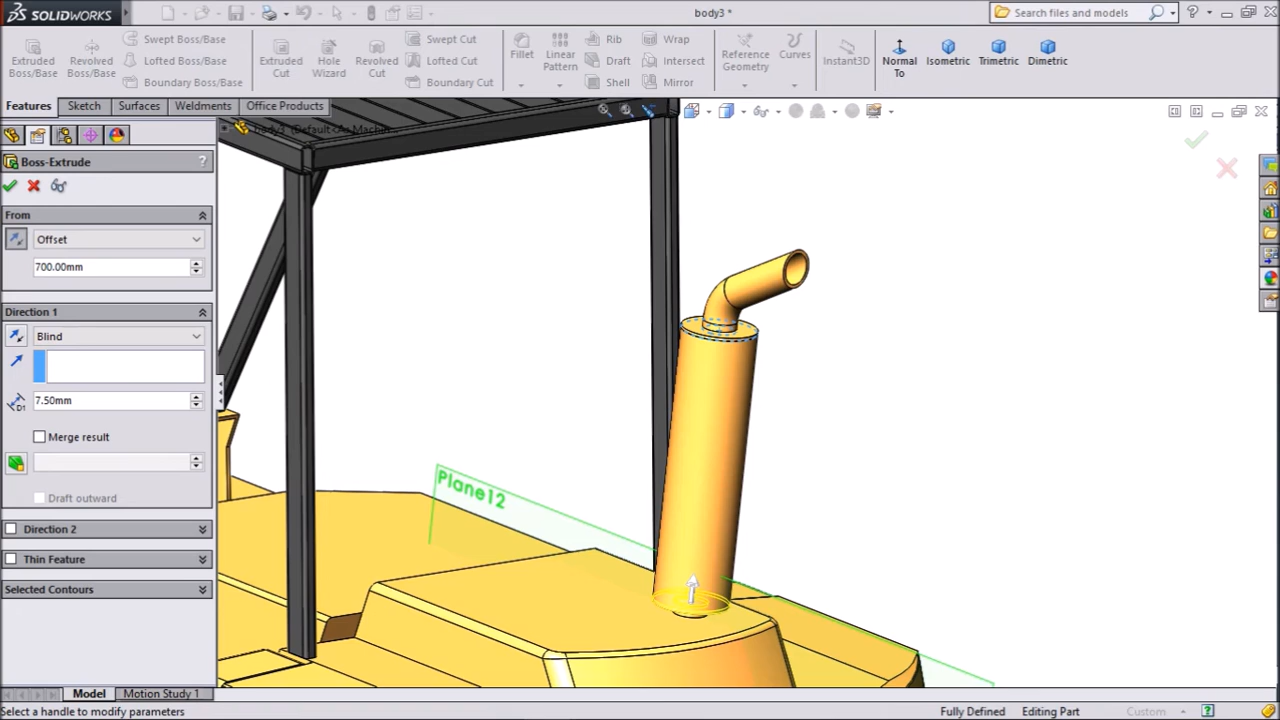 SOLIDWORKS
body3 *
Search files and models
Extruded Boss/Base
Revolved Boss/Base
Swept Boss/Base
Lofted Boss/Base
Boundary Boss/Base
Extruded Cut
Hole Wizard
Revolved Cut
Swept Cut
Lofted Cut
Boundary Cut
Fillet
Linear Pattern
Rib
Draft
Shell
Wrap
Intersect
Mirror
Reference Geometry
Curves
Instant3D
Normal To
Isometric
Trimetric
Dimetric
Features
Sketch
Surfaces
Weldments
Office Products
Boss-Extrude
?
From
Offset
700.00mm
Direction 1
Blind
D1
7.50mm
Merge result
Draft outward
Direction 2
Thin Feature
Selected Contours
Plane12
Model
Motion Study 1
Select a handle to modify parameters
Fully Defined
Editing Part
Custom